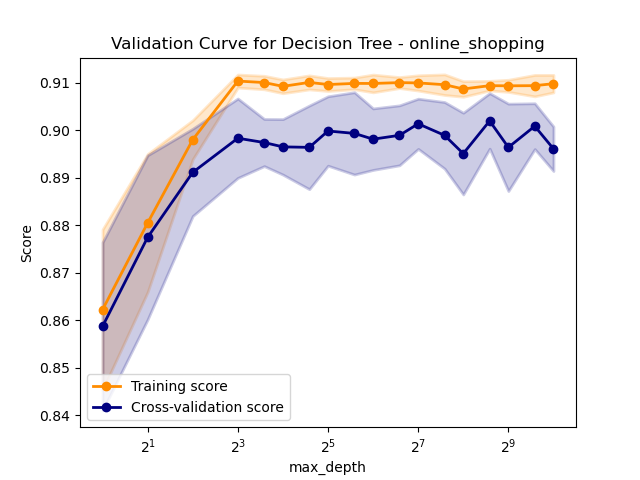 Validation Curve for Decision Tree - online_shopping
0.91
0.90
0.89
0.88
0.87
0.86
0.85
0.84
Score
Training score
Cross-validation score
2¹ 2³ 2⁵ 2⁷ 2⁹
max_depth